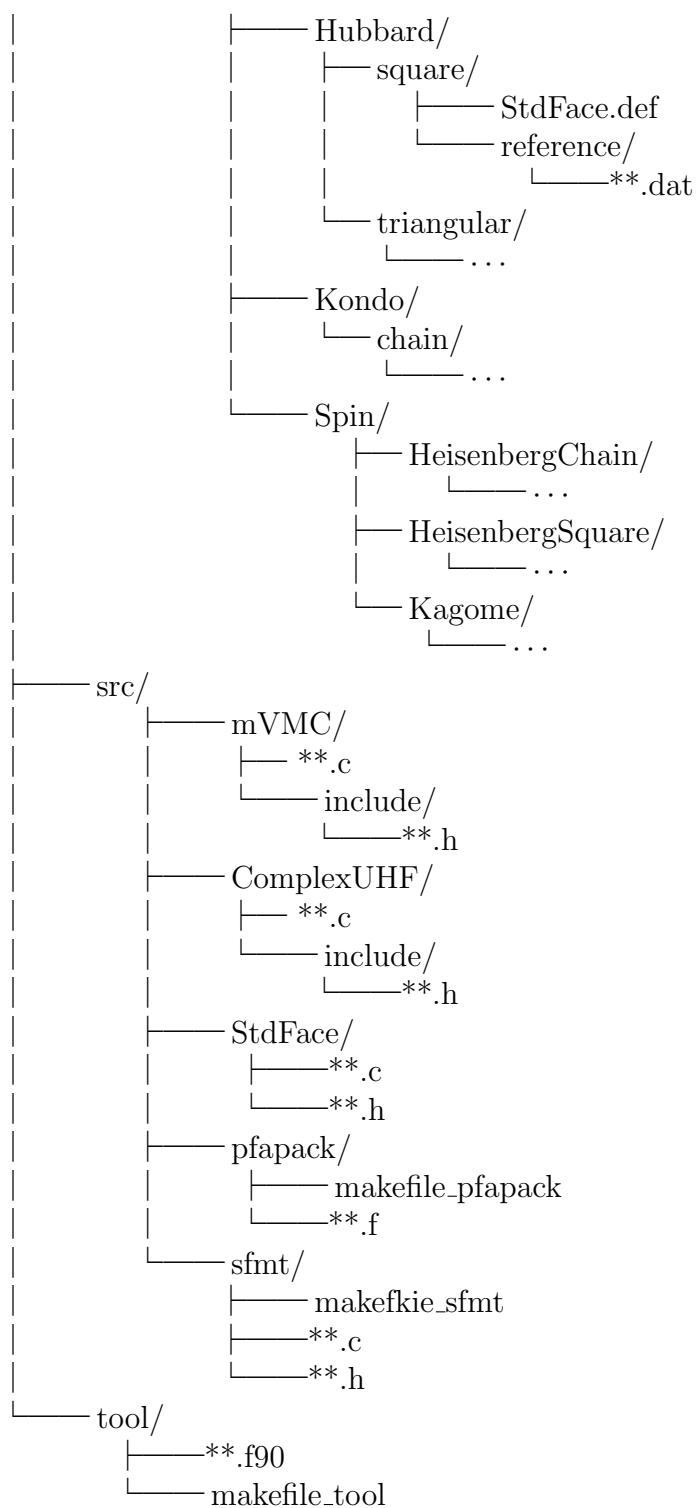 Hubbard/
square/
StdFace.def
reference/
**.dat
triangular/
...
Kondo/
chain/
...
Spin/
HeisenbergChain/
...
HeisenbergSquare/
...
Kagome/
...
src/
mVMC/
**.c
include/
**.h
ComplexUHF/
**.c
include/
**.h
StdFace/
**.c
**.h
pfapack/
makefile_pfapack
**.f
sfmt/
makefkie_sfmt
**.c
**.h
tool/
**.f90
makefile_tool